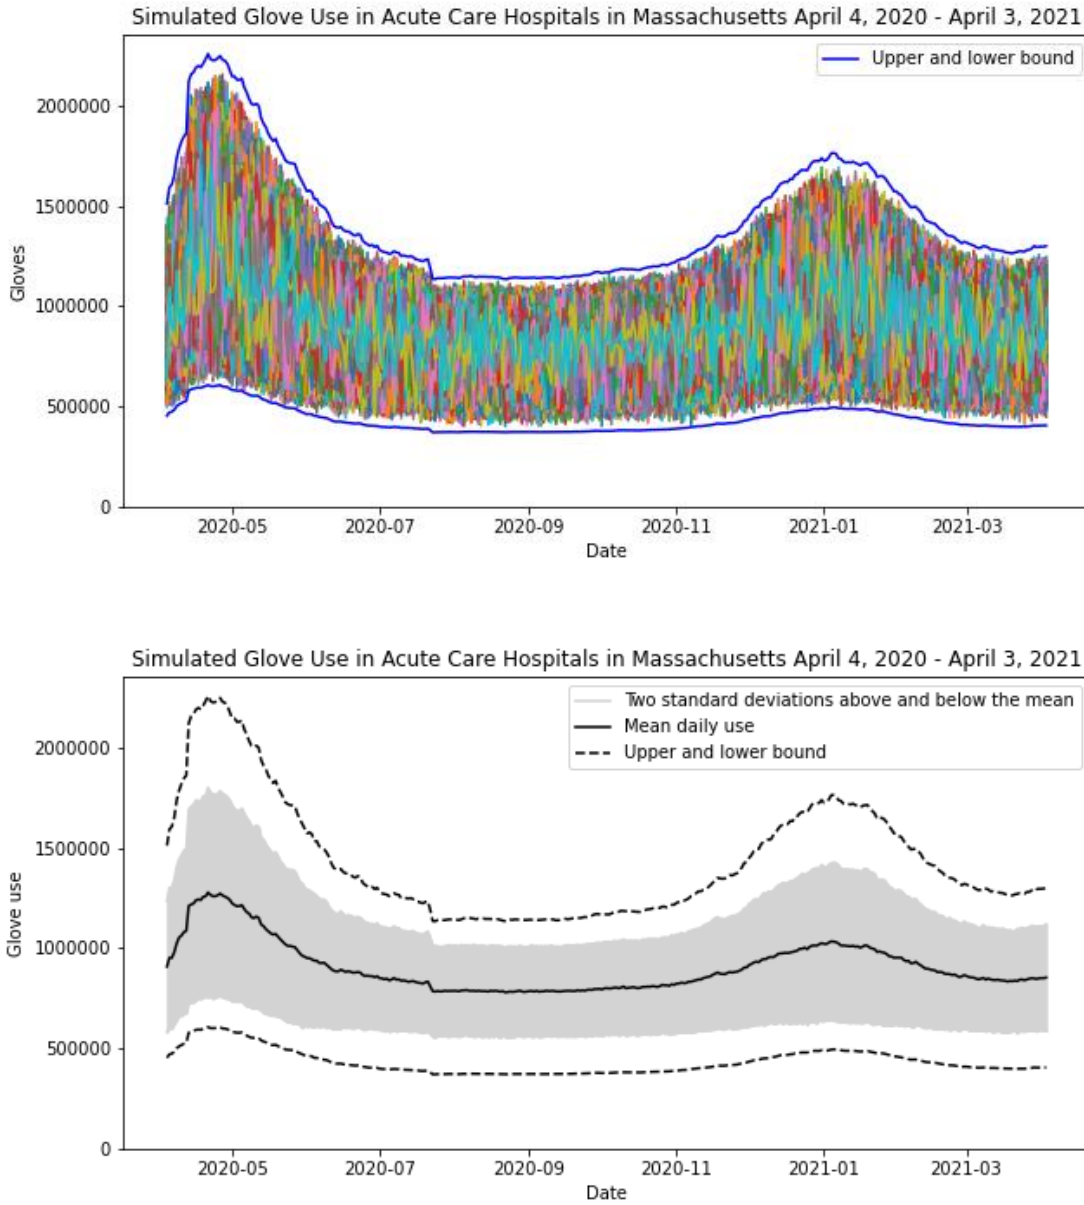 Simulated Glove Use in Acute Care Hospitals in Massachusetts April 4, 2020 - April 3, 2021
Upper and lower bound
2000000
1500000
1000000
500000
0
Gloves
2020-05 2020-07 2020-09 2020-11 2021-01 2021-03
Date
Simulated Glove Use in Acute Care Hospitals in Massachusetts April 4, 2020 - April 3, 2021
Two standard deviations above and below the mean
Mean daily use
Upper and lower bound
2000000
1500000
1000000
500000
0
Glove use
2020-05 2020-07 2020-09 2020-11 2021-01 2021-03
Date